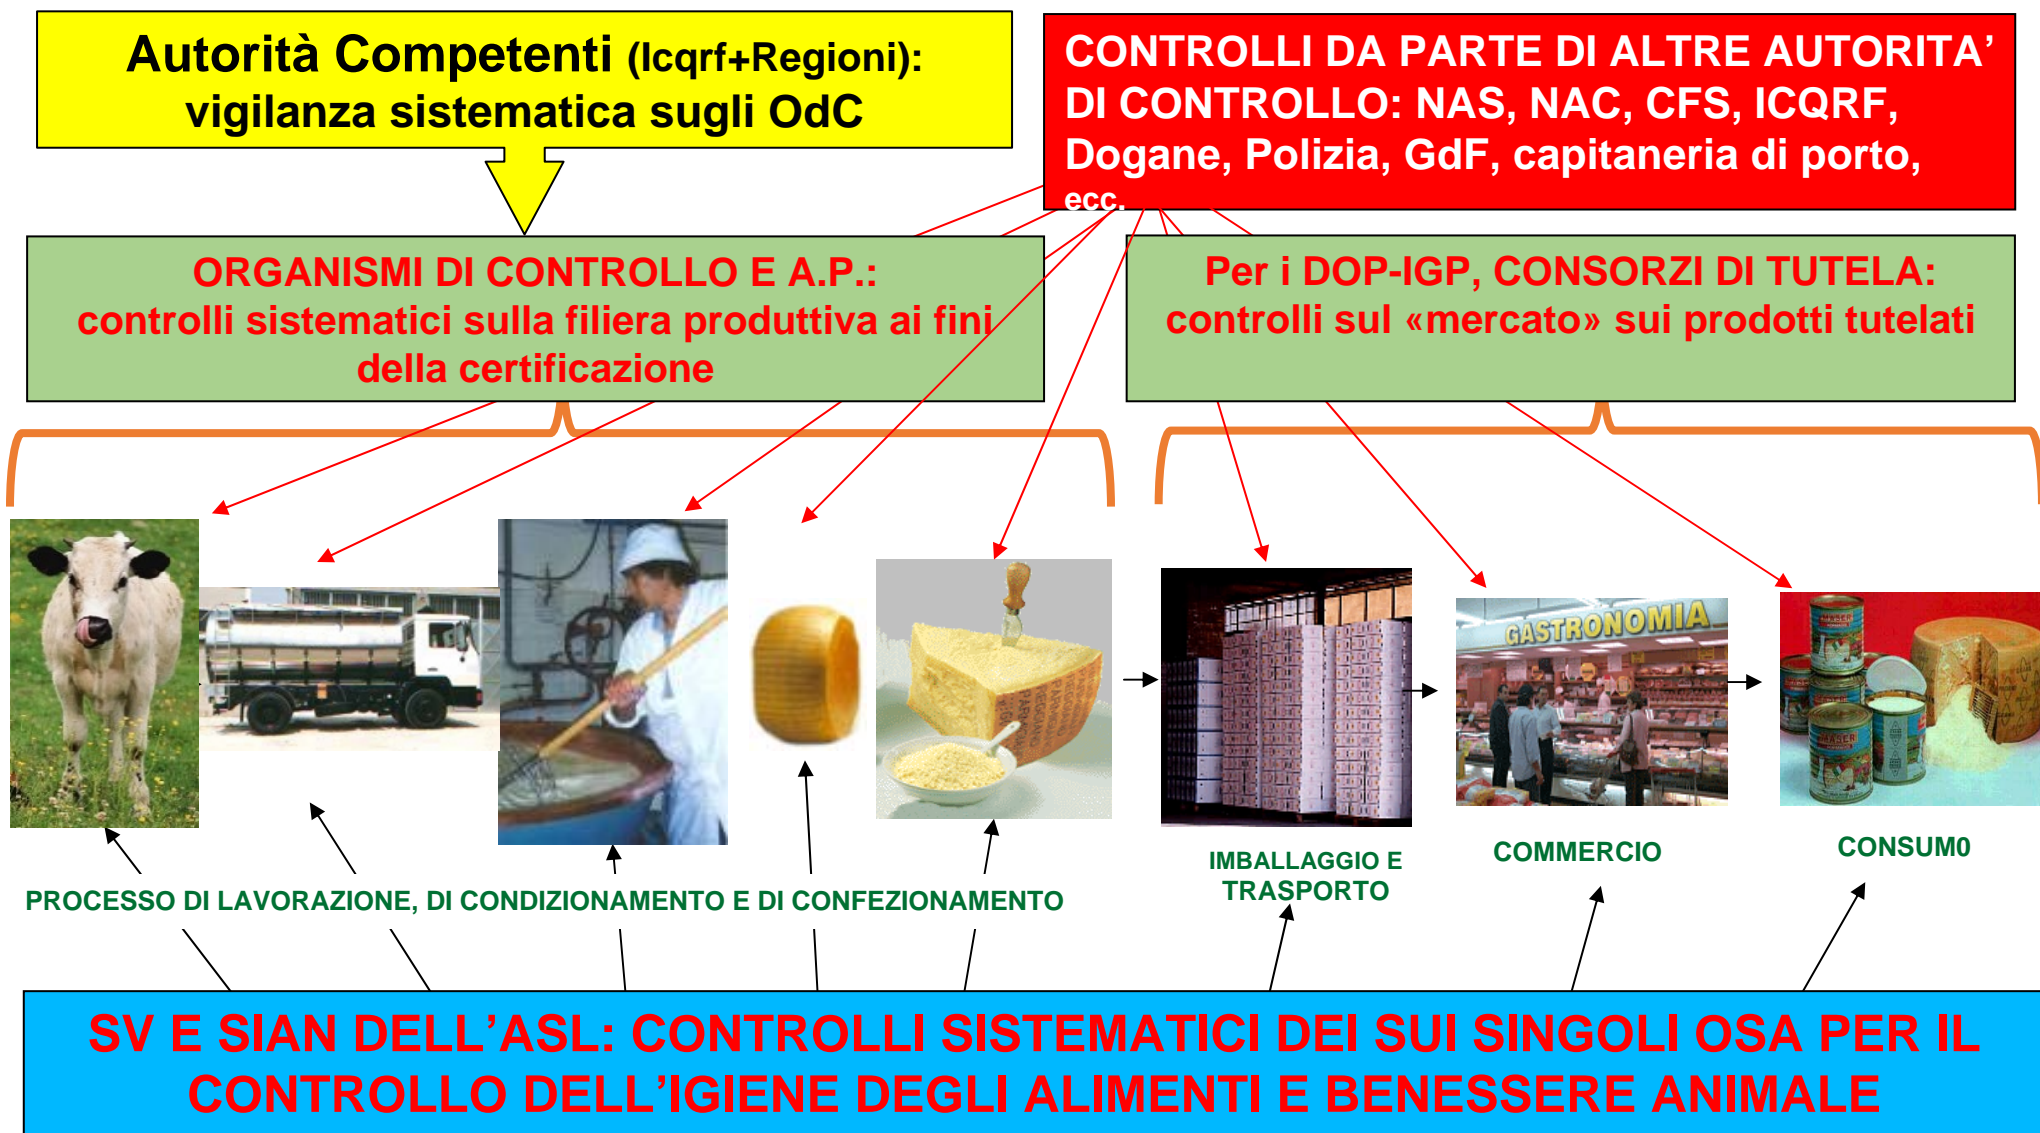 Autorità Competenti (Icqrf+Regioni):
vigilanza sistematica sugli OdC
CONTROLLI DA PARTE DI ALTRE AUTORITA’
DI CONTROLLO: NAS, NAC, CFS, ICQRF,
Dogane, Polizia, GdF, capitaneria di porto,
ecc.
ORGANISMI DI CONTROLLO E A.P.:
controlli sistematici sulla filiera produttiva ai fini
della certificazione
Per i DOP-IGP, CONSORZI DI TUTELA:
controlli sul «mercato» sui prodotti tutelati
GASTRONOMIA
PROCESSO DI LAVORAZIONE, DI CONDIZIONAMENTO E DI CONFEZIONAMENTO
IMBALLAGGIO E
TRASPORTO
COMMERCIO
CONSUM0
SV E SIAN DELL’ASL: CONTROLLI SISTEMATICI DEI SUI SINGOLI OSA PER IL
CONTROLLO DELL’IGIENE DEGLI ALIMENTI E BENESSERE ANIMALE